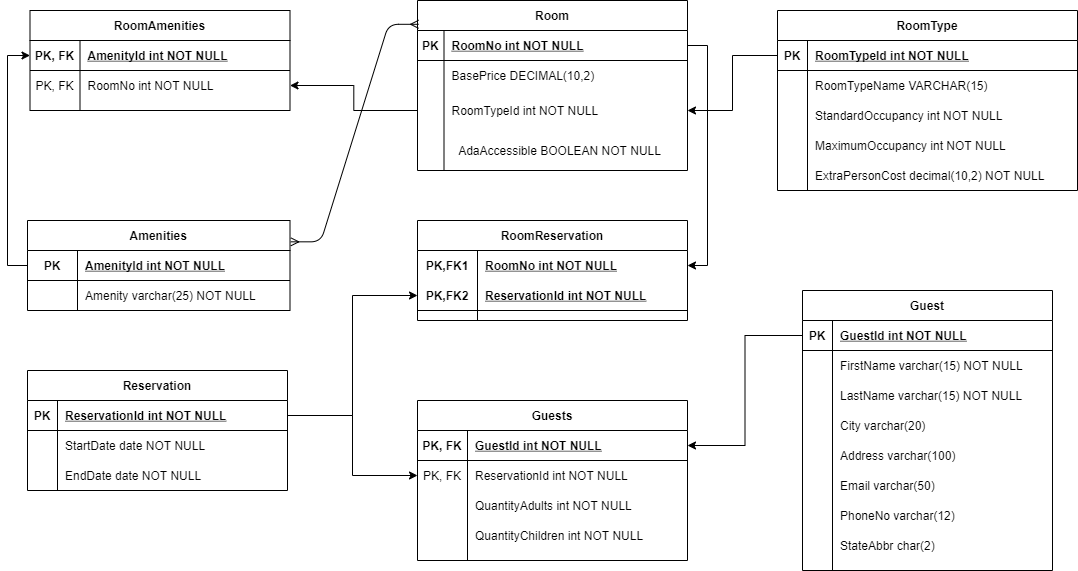 RoomAmenities
PK, FK AmenityId int NOT NULL
PK, FK RoomNo int NOT NULL
Room
PK RoomNo int NOT NULL
BasePrice DECIMAL(10,2)
RoomTypeId int NOT NULL
AdaAccessible BOOLEAN NOT NULL
RoomType
PK RoomTypeId int NOT NULL
RoomTypeName VARCHAR(15)
StandardOccupancy int NOT NULL
MaximumOccupancy int NOT NULL
ExtraPersonCost decimal(10,2) NOT NULL
Amenities
PK AmenityId int NOT NULL
Amenity varchar(25) NOT NULL
RoomReservation
PK,FK1 RoomNo int NOT NULL
PK,FK2 ReservationId int NOT NULL
Guest
PK GuestId int NOT NULL
FirstName varchar(15) NOT NULL
LastName varchar(15) NOT NULL
City varchar(20)
Address varchar(100)
Email varchar(50)
PhoneNo varchar(12)
StateAbbr char(2)
Reservation
PK ReservationId int NOT NULL
StartDate date NOT NULL
EndDate date NOT NULL
Guests
PK, FK GuestId int NOT NULL
PK, FK ReservationId int NOT NULL
QuantityAdults int NOT NULL
QuantityChildren int NOT NULL